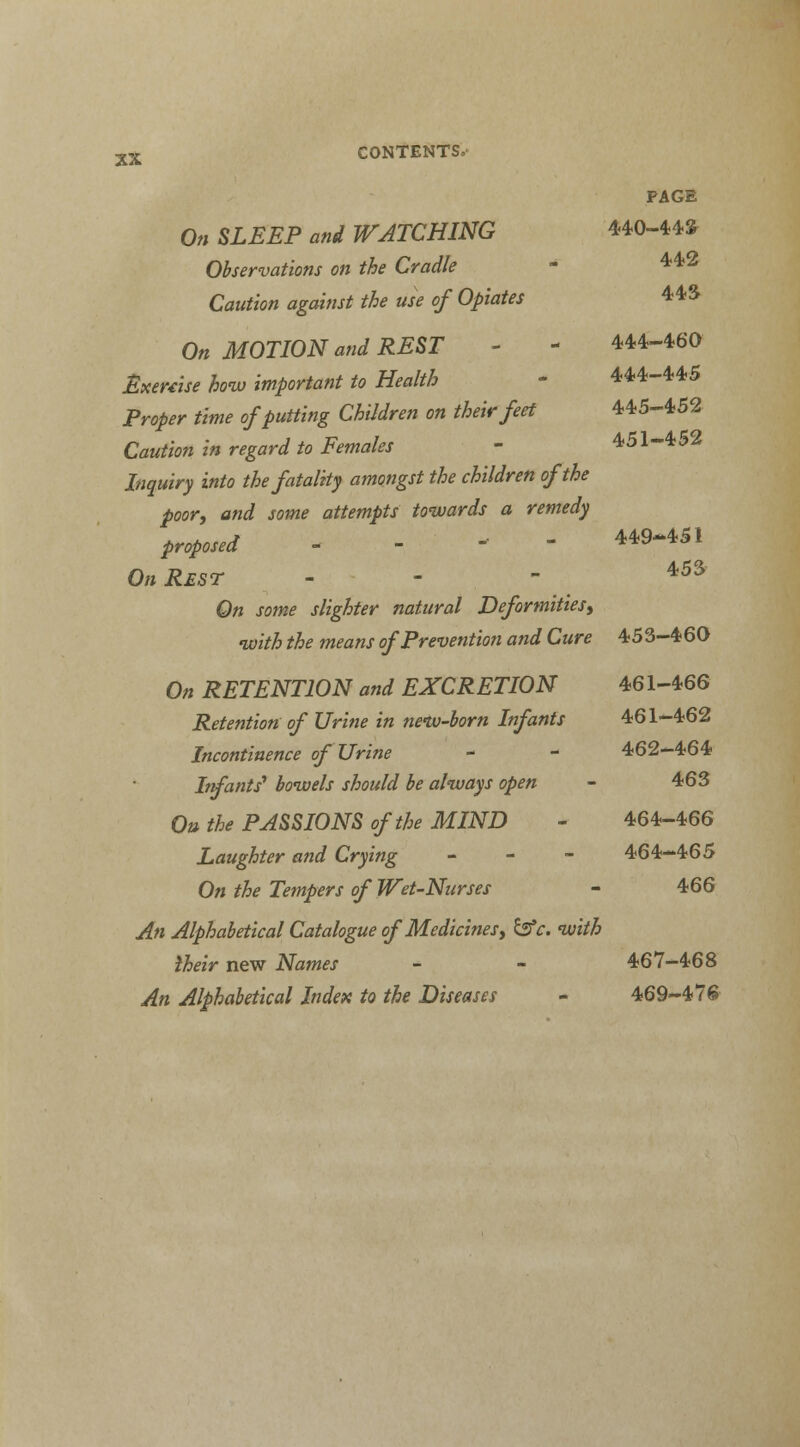 xx CONTENTS.
PAGE
On SLEEP and WATCHING 440-443
Observations on the Cradle - 442
Caution against the use of Opiates 443
On MOTION and REST - - 444-460
Exercise how important to Health - 444-445
Proper time of putting Children on their feet 445-452
Caution in regard to Females - 451-452
Inquiry into the fatality amongst the children of the
poor, and some attempts towards a remedy
proposed - - - - 449-451
On REST - - - 453
On some slighter natural Deformities,
with the means of Prevention and Cure 453-460
On RETENTION and EXCRETION 461-466
Retention of Urine in new-born Infants 461-462
Incontinence of Urine - - 462-464
Infants' bowels should be always open - 463
On the PASSIONS of the MIND - 464-466
Laughter and Crying - - - 464-465
On the Tempers of Wet-Nurses - 466
An Alphabetical Catalogue of Medicines, &c. with
their new Names - - 467-468
An Alphabetical Index to the Diseases - 469-476